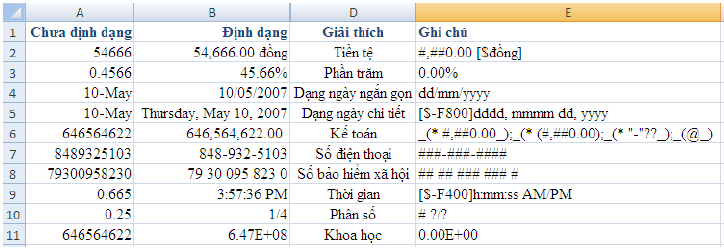 A B D E
1 Chưa định dạng Định dạng Giải thích Ghi chú
2 54666 54,666.00 đồng Tiền tệ #,##0.00 [$đồng]
3 0.4566 45.66% Phần trăm 0.00%
4 10-May 10/05/2007 Dạng ngày ngắn gọn dd/mm/yyyy
5 10-May Thursday, May 10, 2007 Dạng ngày chi tiết [$-F800]dddd, mmmm dd, yyyy
6 646564622 646,564,622.00 Kế toán _(* #,##0.00_);_(* (#,##0.00);_(* "-"??_);_(@_)
7 8489325103 848-932-5103 Số điện thoại ###-###-####
8 79300958230 79 30 095 823 0 Số bảo hiểm xã hội ## ## ### ### #
9 0.665 3:57:36 PM Thời gian [$-F400]h:mm:ss AM/PM
10 0.25 1/4 Phân số # ?/?
11 646564622 6.47E+08 Khoa học 0.00E+00